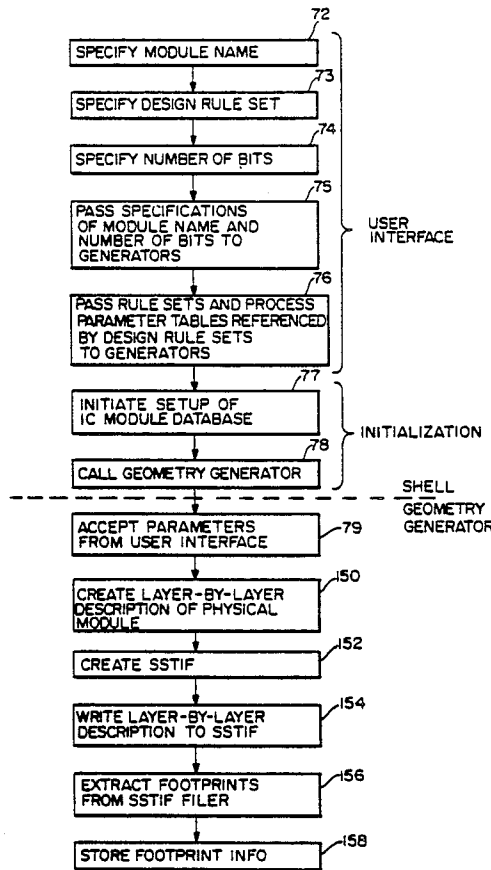 72
SPECIFY MODULE NAME
73
SPECIFY DESIGN RULE SET
74
SPECIFY NUMBER OF BITS
75
PASS SPECIFICATIONS
OF MODULE NAME AND
NUMBER OF BITS TO
GENERATORS
USER
INTERFACE
76
PASS RULE SETS AND PROCESS
PARAMETER TABLES REFERENCED
BY DESIGN RULE SETS
TO GENERATORS
77
INITIATE SETUP OF
IC MODULE DATABASE
INITIALIZATION
78
CALL GEOMETRY GENERATOR
SHELL
GEOMETRY
GENERATOR
ACCEPT PARAMETERS
FROM USER INTERFACE
79
150
CREATE LAYER-BY-LAYER
DESCRIPTION OF PHYSICAL
MODULE
152
CREATE SSTIF
154
WRITE LAYER-BY-LAYER
DESCRIPTION TO SSTIF
156
EXTRACT FOOTPRINTS
FROM SSTIF FILER
158
STORE FOOTPRINT INFO